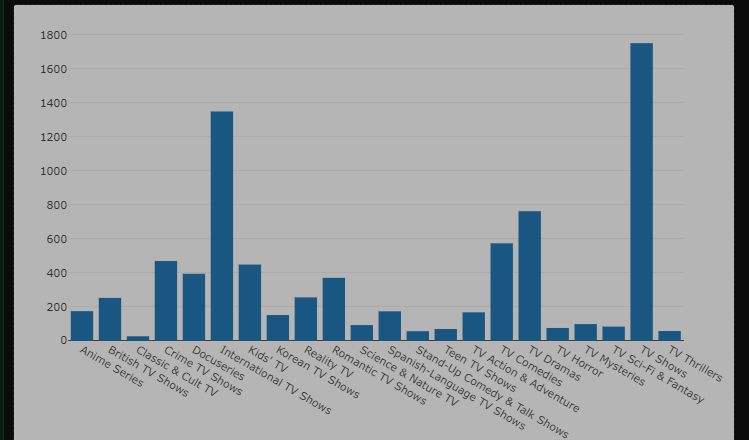 1800
1600
1400
1200
1000
800
600
400
200
0
Anime Series
British TV Shows
Classic & Cult TV
Crime TV Shows
Docuseries
International TV Shows
Kids' TV
Korean TV Shows
Reality TV
Romantic TV Shows
Science & Nature TV
Spanish-Language TV Shows
Stand-Up Comedy & Talk Shows
Teen TV Shows
TV Action & Adventure
TV Comedies
TV Dramas
TV Horror
TV Mysteries
TV Sci-Fi & Fantasy
TV Shows
TV Thrillers